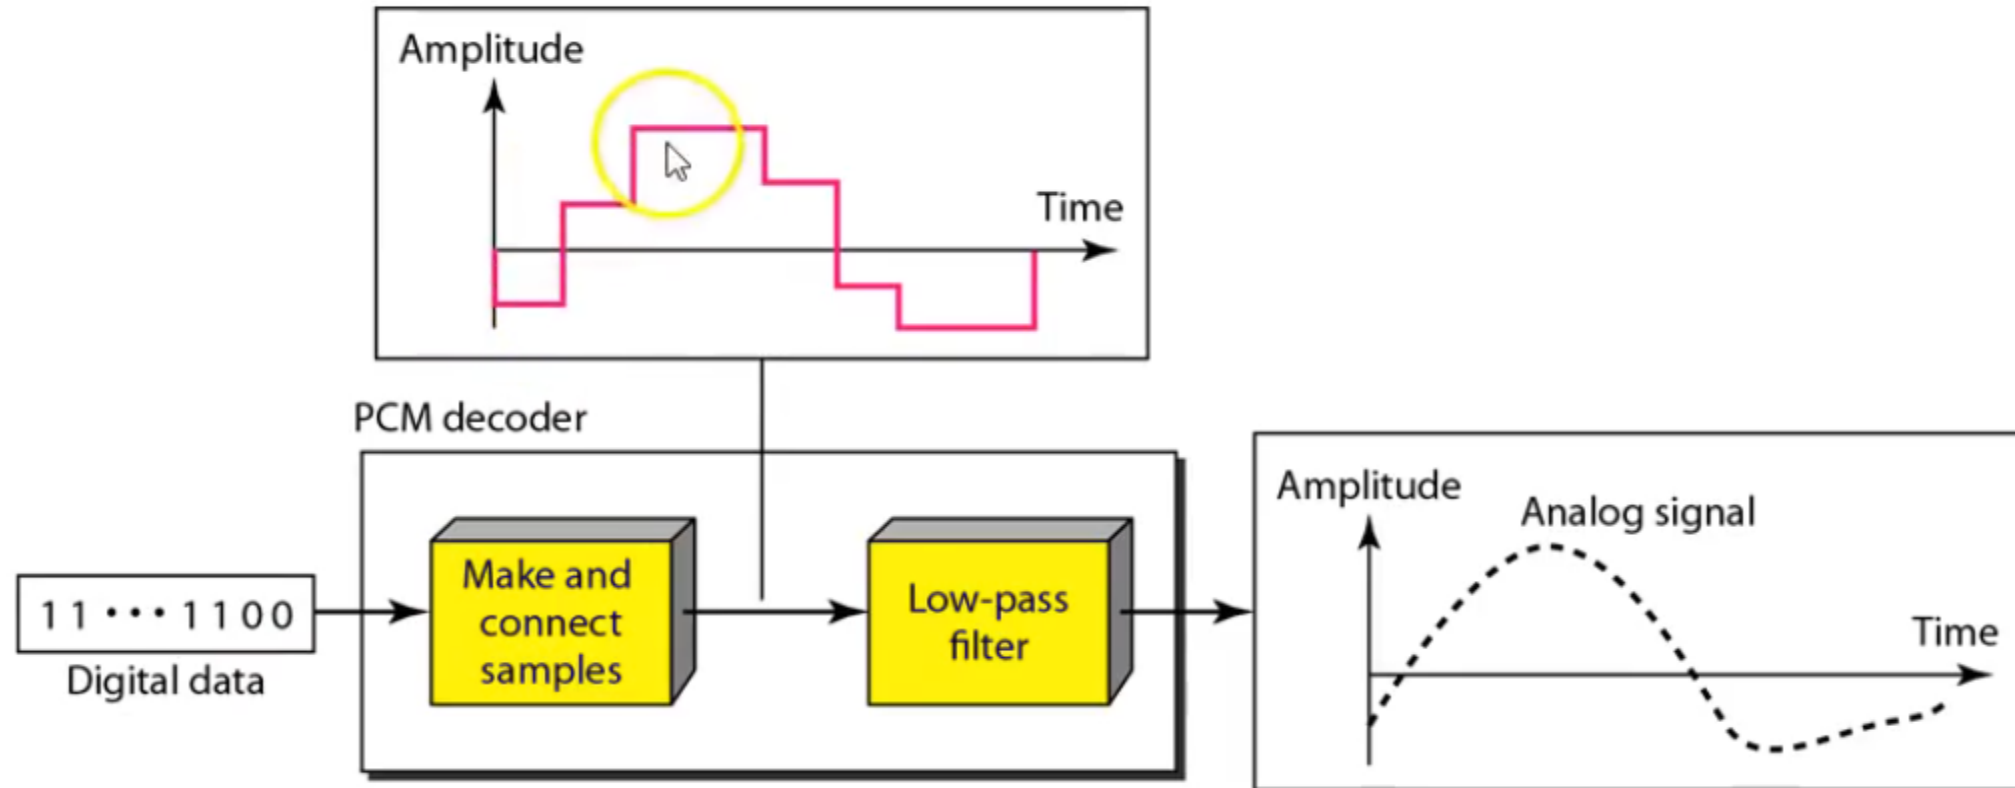 Amplitude
Time
PCM decoder
Make and
connect
samples
Low-pass
filter
11 ••• 1100
Digital data
Amplitude
Analog signal
Time